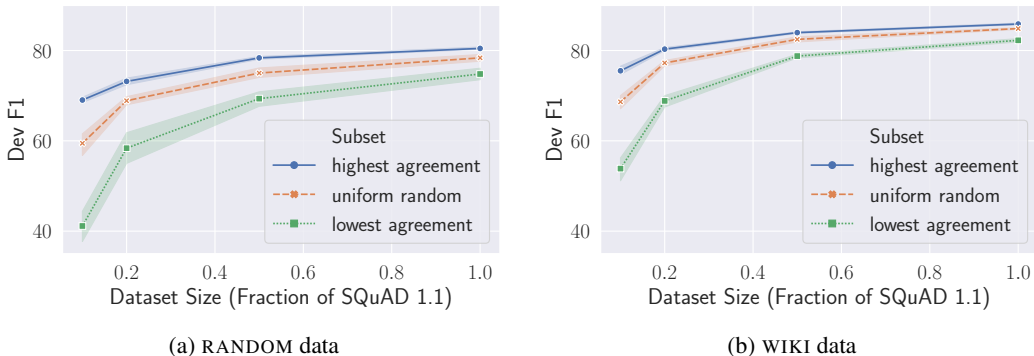 80
60
40
Dev F1
Subset
highest agreement
uniform random
lowest agreement
0.2 0.4 0.6 0.8 1.0
Dataset Size (Fraction of SQuAD 1.1)
(a) RANDOM data
80
60
40
Dev F1
Subset
highest agreement
uniform random
lowest agreement
0.2 0.4 0.6 0.8 1.0
Dataset Size (Fraction of SQuAD 1.1)
(b) WIKI data